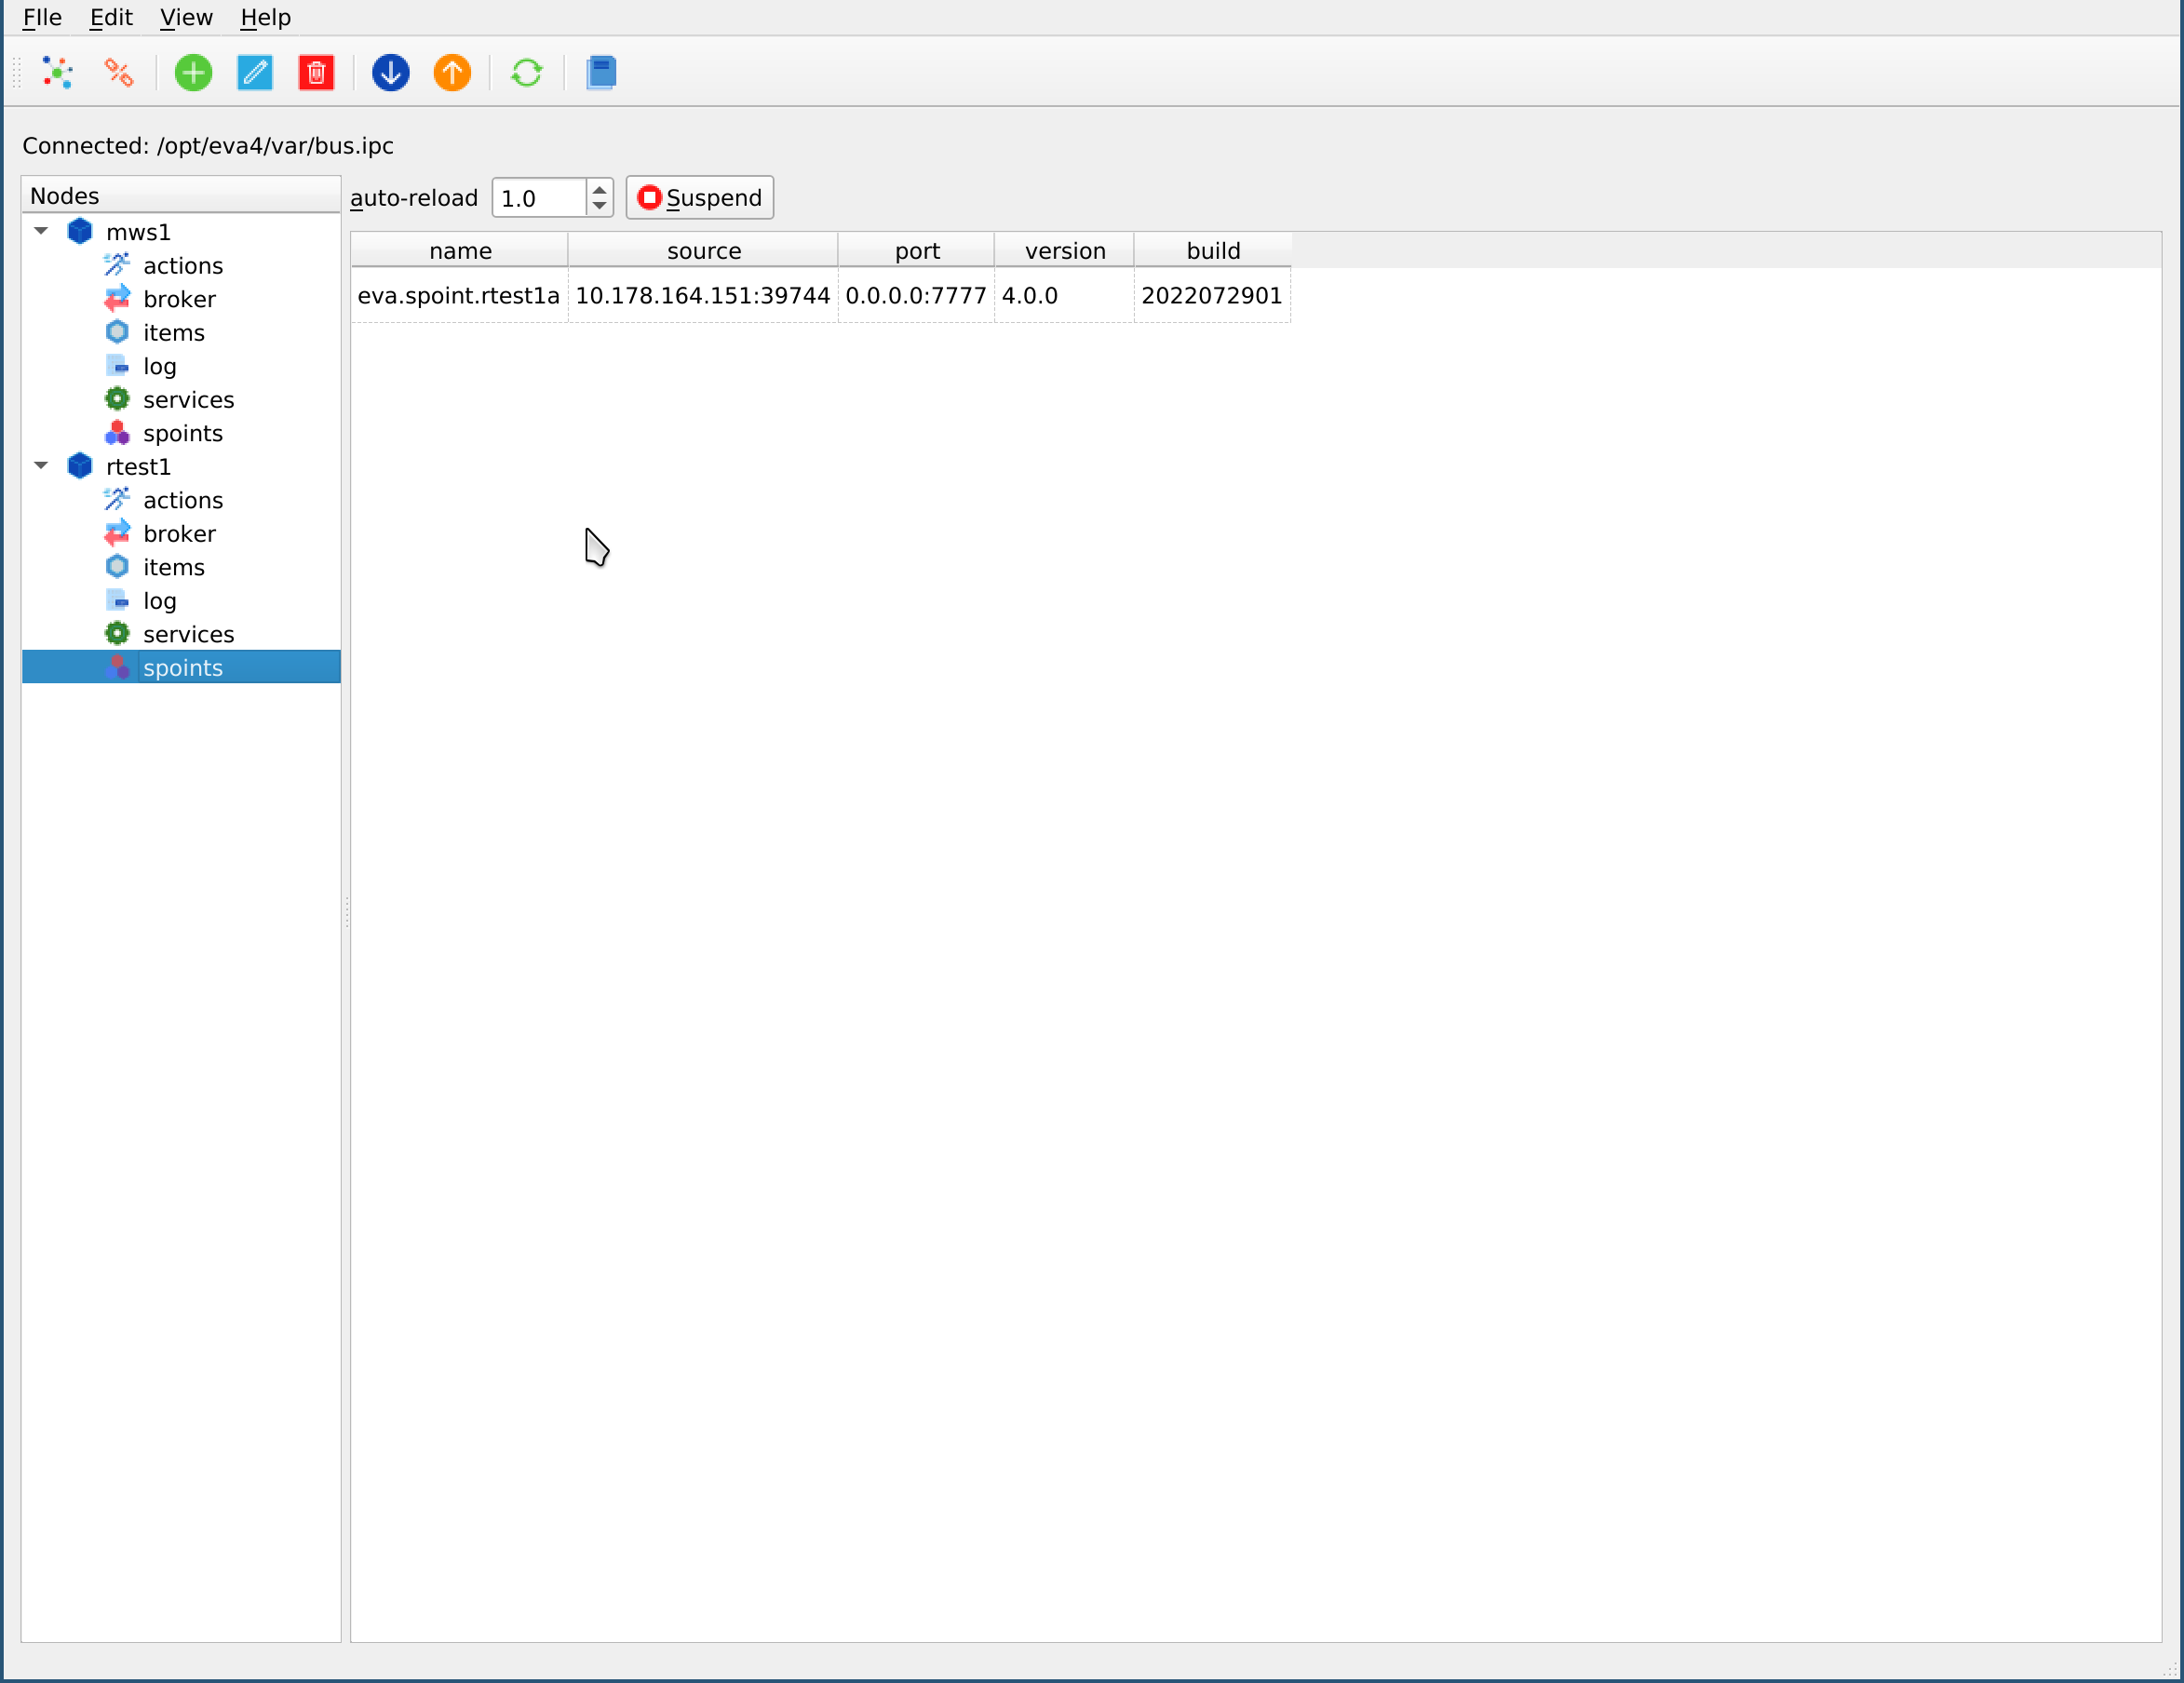 FIle Edit View Help
Connected: /opt/eva4/var/bus.ipc
Nodes
mws1
actions
broker
items
log
services
spoints
rtest1
actions
broker
items
log
services
spoints
auto-reload 1.0 Suspend
name source port version build
eva.spoint.rtest1a 10.178.164.151:39744 0.0.0.0:7777 4.0.0 2022072901